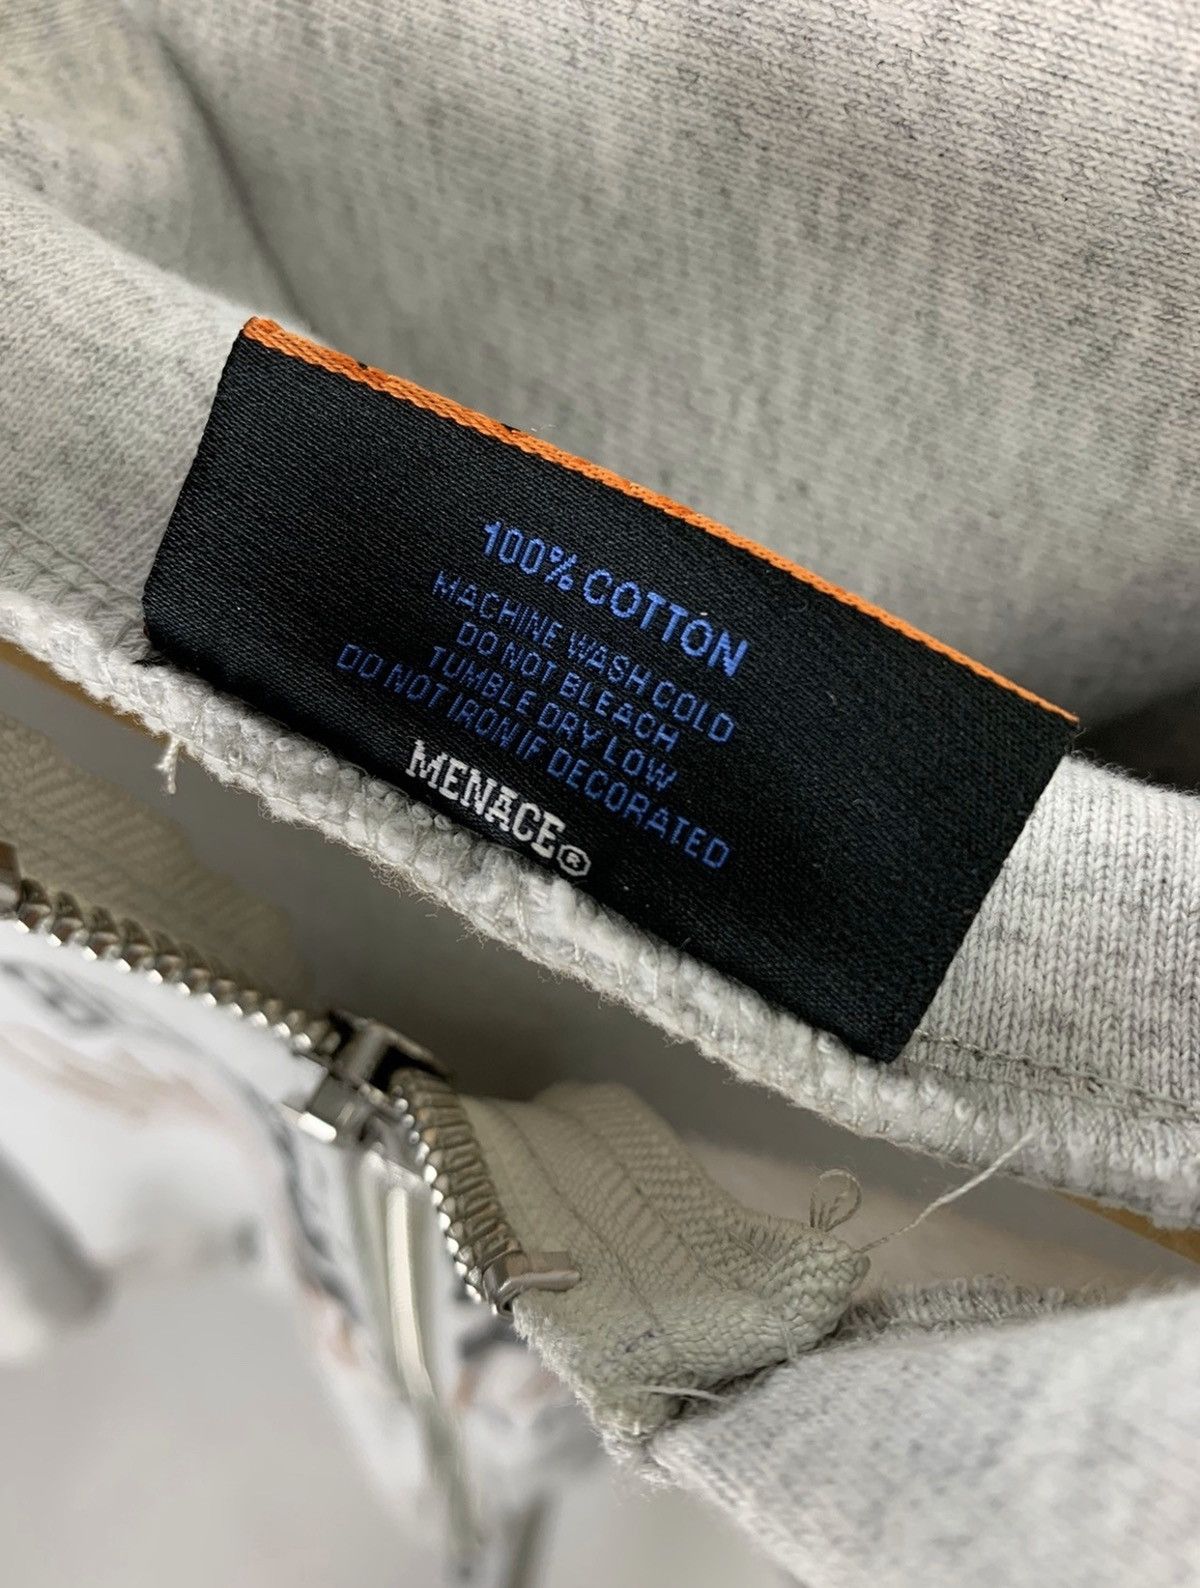 100% COTTON
MACHINE WASH COLD
DO NOT BLEACH
TUMBLE DRY LOW
DO NOT IRON IF DECORATED
MENACE®